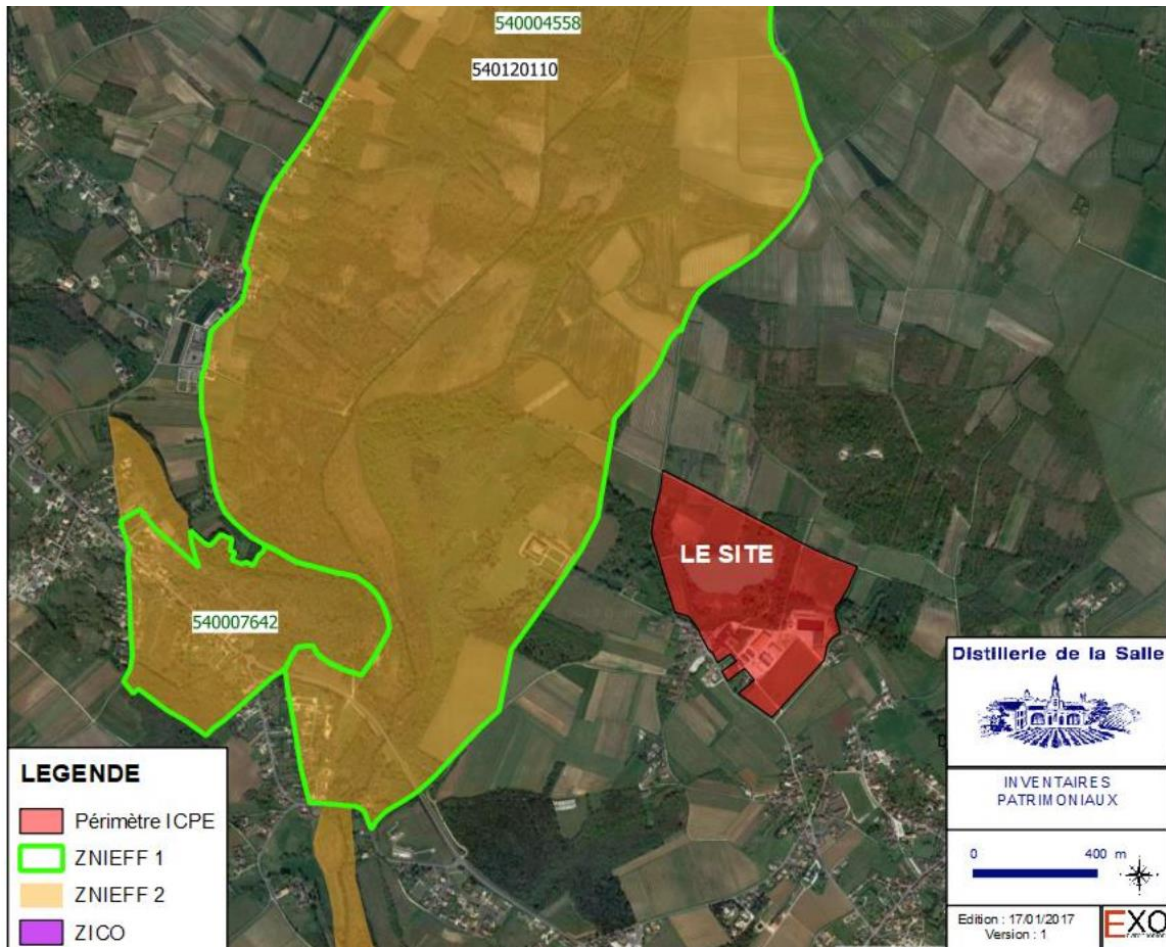 540004558
540120110
LE SITE
540007642
LEGENDE
Périmètre ICPE
ZNIEFF 1
ZNIEFF 2
ZICO
Distillerie de la Salle
INVENTAIRES
PATRIMONIAUX
0 400 m
Edition : 17/01/2017
Version : 1
EXO